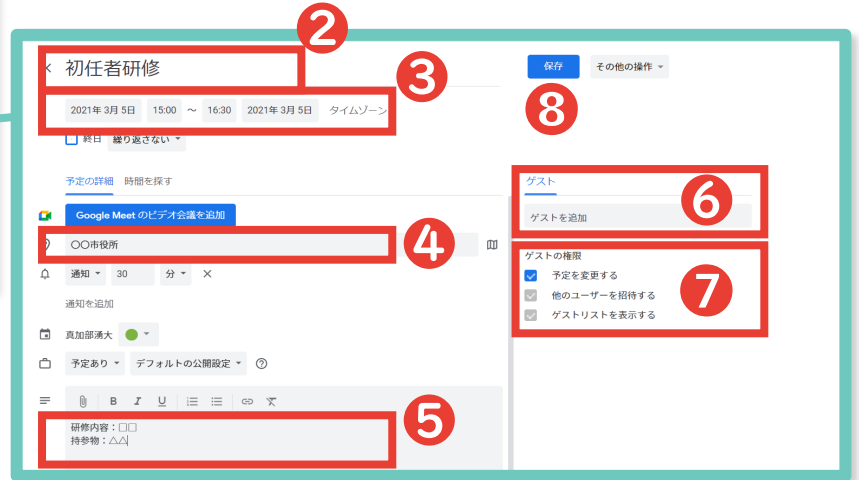 2
初任者研修
3
保存 その他の操作
2021年 3月 5日 15:00 ～ 16:30 2021年 3月 5日 タイムゾーン
8
終日 繰り返さない
予定の詳細 時間を探す
Google Meet のビデオ会議を追加
〇〇市役所
4
通知 30 分
通知を追加
真加部湧大
予定あり デフォルトの公開設定
B I U
研修内容：□□
持参物：△△
5
ゲスト
6
ゲストを追加
ゲストの権限
予定を変更する
他のユーザーを招待する
ゲストリストを表示する
7